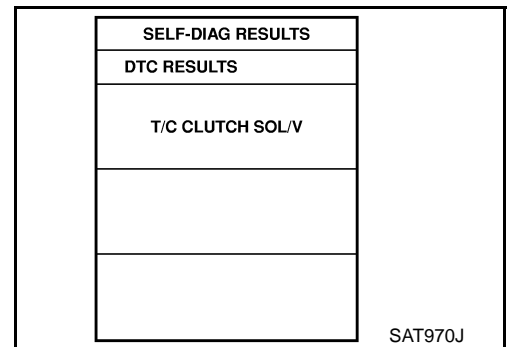 SELF-DIAG RESULTS
DTC RESULTS
T/C CLUTCH SOL/V
SAT970J